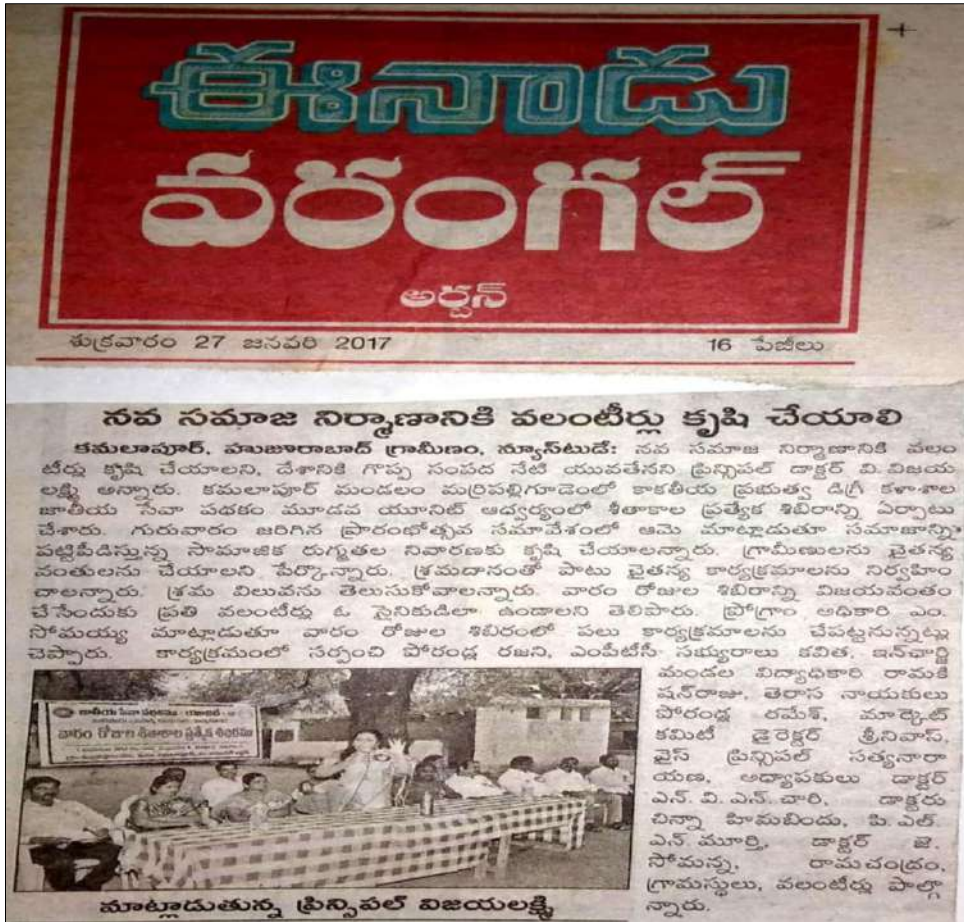 ఈనాడు
వరంగల్
అర్బన్
శుక్రవారం 27 జనవరి 2017 16 పేజీలు
నవ సమాజ నిర్మాణానికి వలంటీర్లు కృషి చేయాలి
కమలాపూర్, హుజూరాబాద్ గ్రామీణం, న్యూస్‌టుడే: నవ సమాజ నిర్మాణానికి వలం
టీర్లు కృషి చేయాలని, దేశానికి గొప్ప సంపద నేటి యువతేనని ప్రిన్సిపల్ డాక్టర్ వి.విజయ
లక్ష్మి అన్నారు. కమలాపూర్ మండలం మర్రిపల్లిగూడెంలో కాకతీయ ప్రభుత్వ డిగ్రీ కళాశాల
జాతీయ సేవా పథకం మూడవ యూనిట్ ఆధ్వర్యంలో శీతాకాల ప్రత్యేక శిబిరాన్ని ఏర్పాటు
చేశారు. గురువారం జరిగిన ప్రారంభోత్సవ సమావేశంలో ఆమె మాట్లాడుతూ సమాజాన్ని
పట్టిపీడిస్తున్న సామాజిక రుగ్మతల నివారణకు కృషి చేయాలన్నారు. గ్రామీణులను చైతన్య
వంతులను చేయాలని పేర్కొన్నారు. శ్రమదానంతో పాటు చైతన్య కార్యక్రమాలను నిర్వహిం
చాలన్నారు. శ్రమ విలువను తెలుసుకోవాలన్నారు. వారం రోజుల శిబిరాన్ని విజయవంతం
చేసేందుకు ప్రతి వలంటీర్లు ఓ సైనికుడిలా ఉండాలని తెలిపారు. ప్రోగ్రాం అధికారి ఎం.
సోమయ్య మాట్లాడుతూ వారం రోజుల శిబిరంలో పలు కార్యక్రమాలను చేపట్టనున్నట్లు
చెప్పారు. కార్యక్రమంలో సర్పంచి పోరండ్ల రజని, ఎంపీటీసీ సభ్యురాలు కవిత, ఇన్‌ఛార్జి
మండల విద్యాధికారి రామకి
షన్‌రాజు, తెరాస నాయకులు
పోరండ్ల రమేశ్, మార్కెట్
కమిటీ డైరెక్టర్ శ్రీనివాస్,
వైస్ ప్రిన్సిపల్ సత్యనారా
యణ, అధ్యాపకులు డాక్టర్
ఎన్.వి.ఎన్.చారి, డాక్టరు
చిన్నా హిమబిందు, పి.ఎల్.
ఎన్.మూర్తి, డాక్టర్ జె.
సోమన్న, రామచంద్రం,
గ్రామస్థులు, వలంటీర్లు పాల్గొ
న్నారు.
జాతీయ సేవా పథకము
వారం రోజుల శీతాకాల ప్రత్యేక శిబిరము
మాట్లాడుతున్న ప్రిన్సిపల్ విజయలక్ష్మి